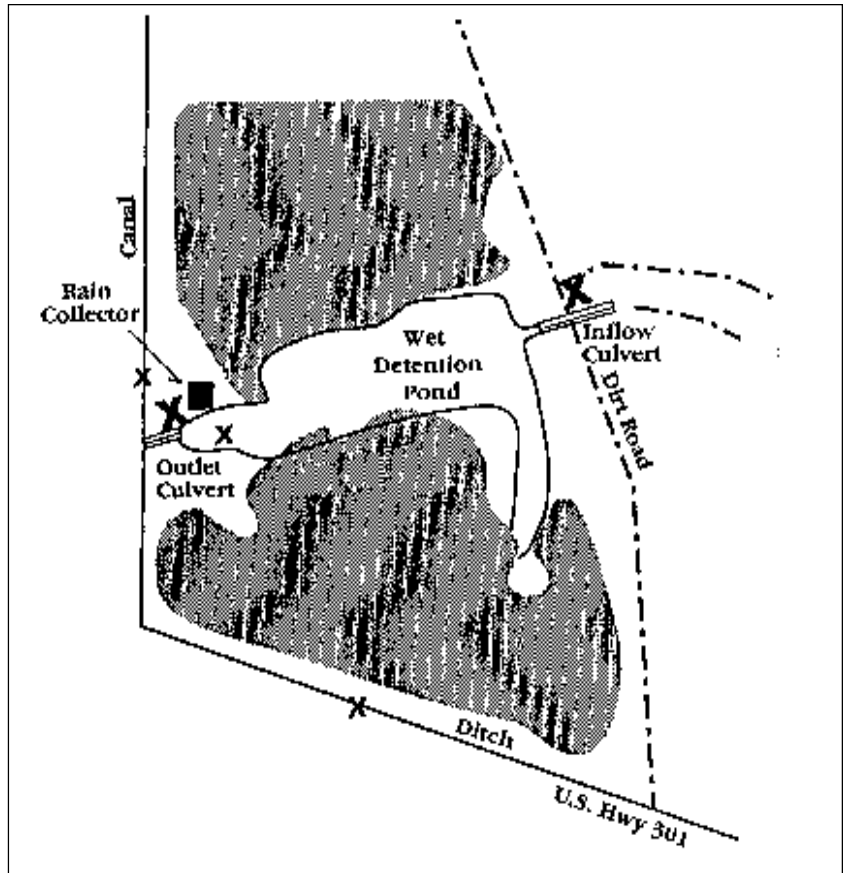 Canal
Rain
Collector
Wet
Detention
Pond
Inflow
Culvert
Dirt Road
X
X
X
X
Outlet
Culvert
X
Ditch
U.S. Hwy 301